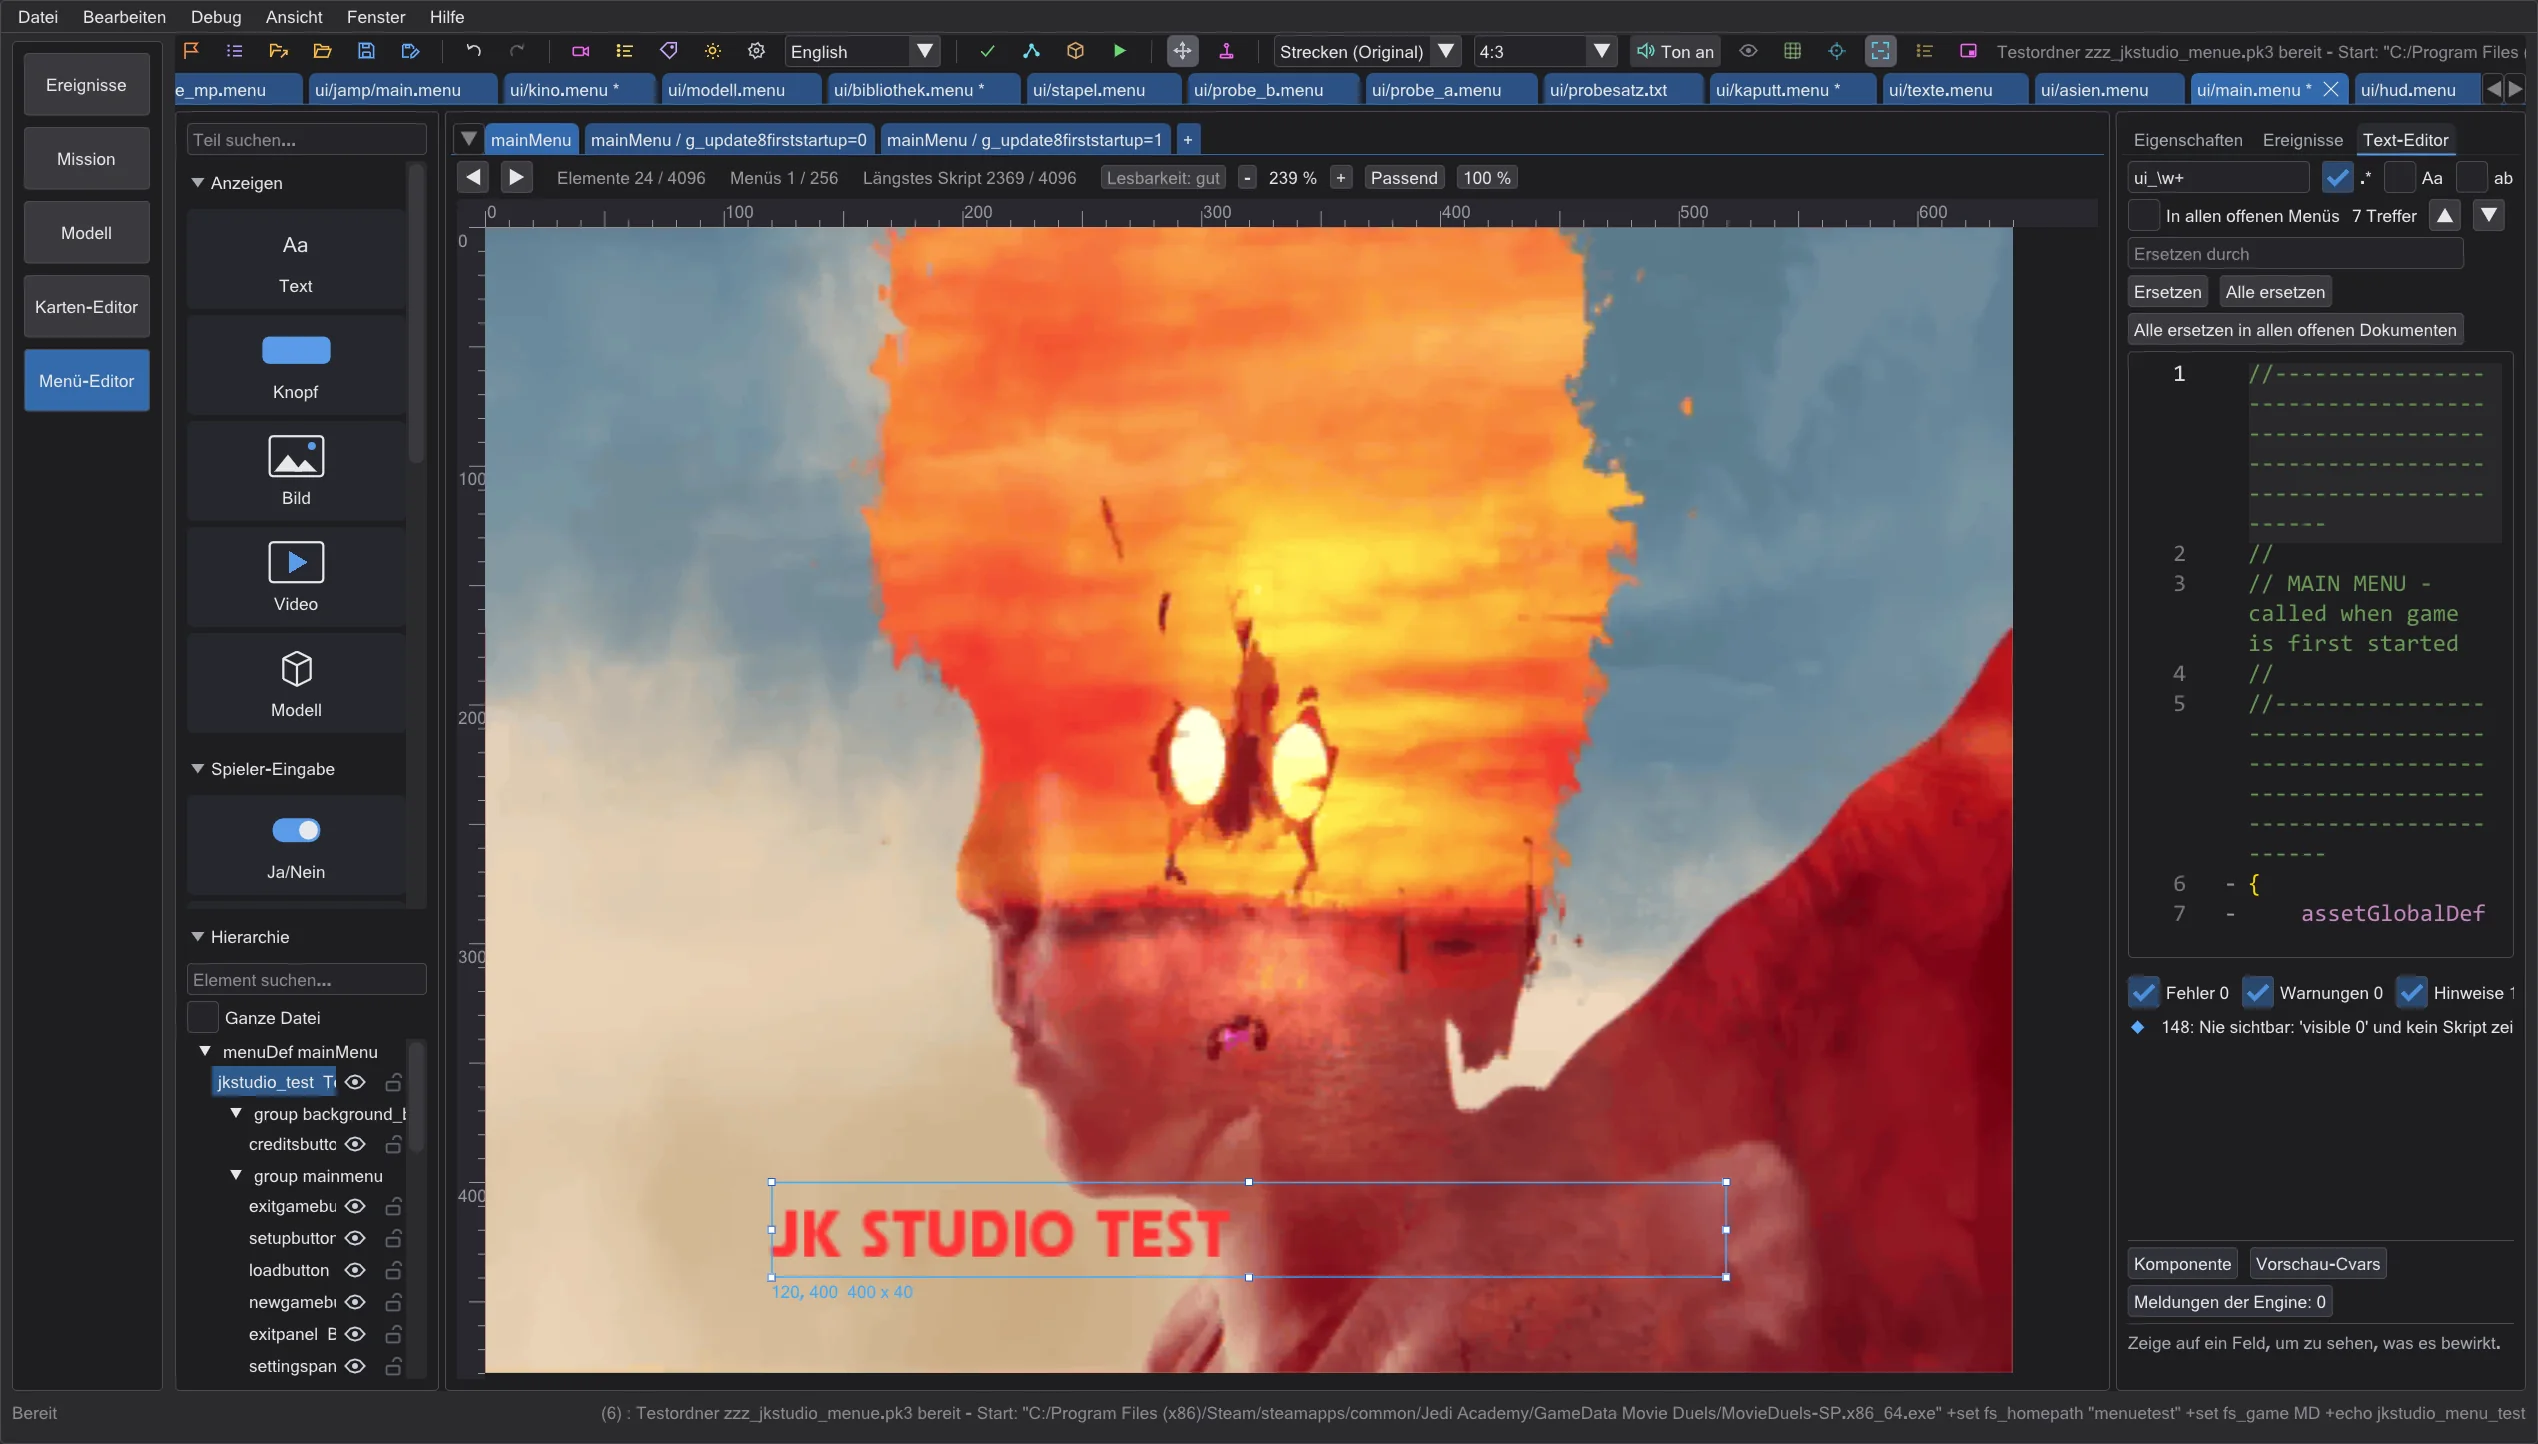 Datei Bearbeiten Debug Ansicht Fenster Hilfe
English Strecken (Original) 4:3 Ton an Testordner zzz_jkstudio_menue.pk3 bereit - Start: "C:/Program Files (
e_mp.menu ui/jamp/main.menu ui/kino.menu * ui/modell.menu ui/bibliothek.menu * ui/stapel.menu ui/probe_b.menu ui/probe_a.menu ui/probesatz.txt ui/kaputt.menu * ui/texte.menu ui/asien.menu ui/main.menu * ui/hud.menu
Ereignisse
Mission
Modell
Karten-Editor
Menü-Editor
Teil suchen...
Anzeigen
Aa
Text
Knopf
Bild
Video
Modell
Spieler-Eingabe
Ja/Nein
Hierarchie
Element suchen...
Ganze Datei
menuDef mainMenu
jkstudio_test Te
group background_b
creditsbutto
group mainmenu
exitgamebu
setupbutton
loadbutton
newgamebu
exitpanel B
settingspan
mainMenu mainMenu / g_update8firststartup=0 mainMenu / g_update8firststartup=1 +
Elemente 24 / 4096 Menüs 1 / 256 Längstes Skript 2369 / 4096 Lesbarkeit: gut - 239 % + Passend 100 %
0 100 200 300 400 500 600
0
100
200
300
400
JK STUDIO TEST
120, 400 400 x 40
Eigenschaften Ereignisse Text-Editor
ui_\w+ .* Aa ab
In allen offenen Menüs 7 Treffer
Ersetzen durch
Ersetzen Alle ersetzen
Alle ersetzen in allen offenen Dokumenten
1 //----------------
----------------
----------------
----------------
----------------
------
2 //
3 // MAIN MENU -
called when game
is first started
4 //
5 //----------------
----------------
----------------
----------------
----------------
------
6 - {
7 - assetGlobalDef
Fehler 0 Warnungen 0 Hinweise 1
148: Nie sichtbar: 'visible 0' und kein Skript zei
Komponente Vorschau-Cvars
Meldungen der Engine: 0
Zeige auf ein Feld, um zu sehen, was es bewirkt.
Bereit (6) : Testordner zzz_jkstudio_menue.pk3 bereit - Start: "C:/Program Files (x86)/Steam/steamapps/common/Jedi Academy/GameData Movie Duels/MovieDuels-SP.x86_64.exe" +set fs_homepath "menuetest" +set fs_game MD +echo jkstudio_menu_test